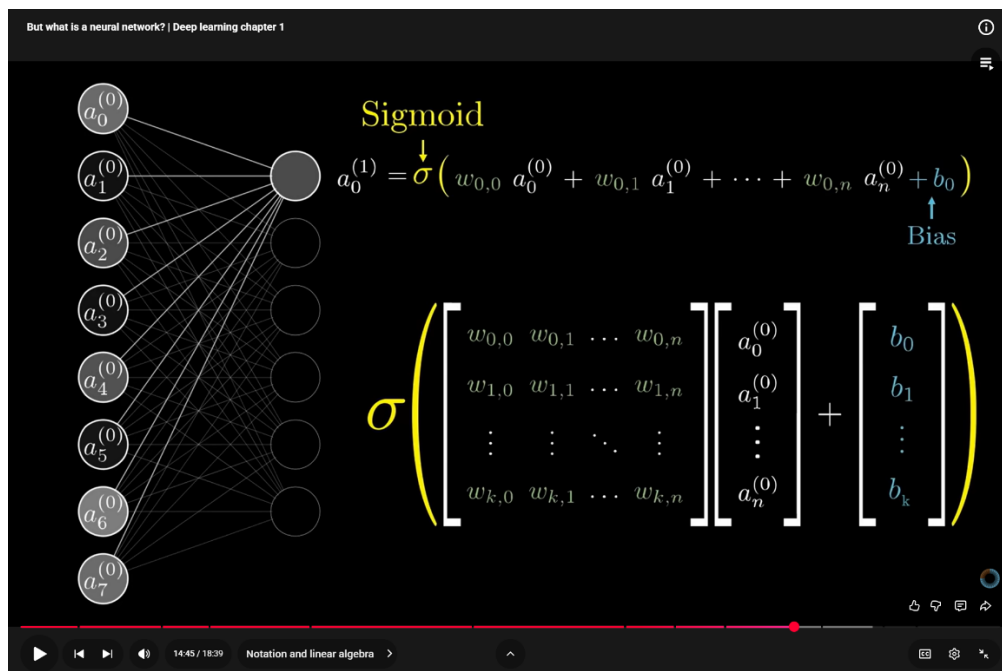 But what is a neural network? | Deep learning chapter 1
Sigmoid
a_0^{(1)} = σ( w_{0,0} a_0^{(0)} + w_{0,1} a_1^{(0)} + ⋯ + w_{0,n} a_n^{(0)} + b_0 )
Bias
a_0^{(0)}
a_1^{(0)}
a_2^{(0)}
a_3^{(0)}
a_4^{(0)}
a_5^{(0)}
a_6^{(0)}
a_7^{(0)}
σ( [ w_{0,0} w_{0,1} … w_{0,n} ] [ a_0^{(0)} ] + [ b_0 ] )
w_{1,0} w_{1,1} … w_{1,n} a_1^{(0)} b_1
⋮ ⋮ ⋱ ⋮ ⋮ ⋮
w_{k,0} w_{k,1} … w_{k,n} a_n^{(0)} b_k
14:45 / 18:39 Notation and linear algebra
CC